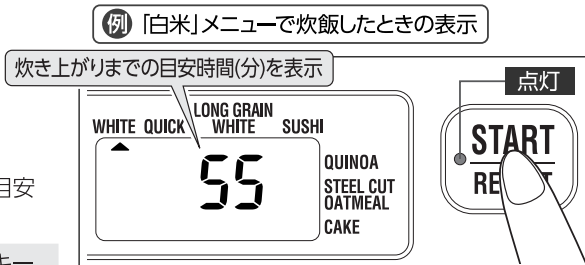 例 「白米」メニューで炊飯したときの表示
炊き上がりまでの目安時間(分)を表示
点灯
LONG GRAIN
WHITE QUICK WHITE SUSHI
55
QUINOA
STEEL CUT
OATMEAL
CAKE
START
目安
キー